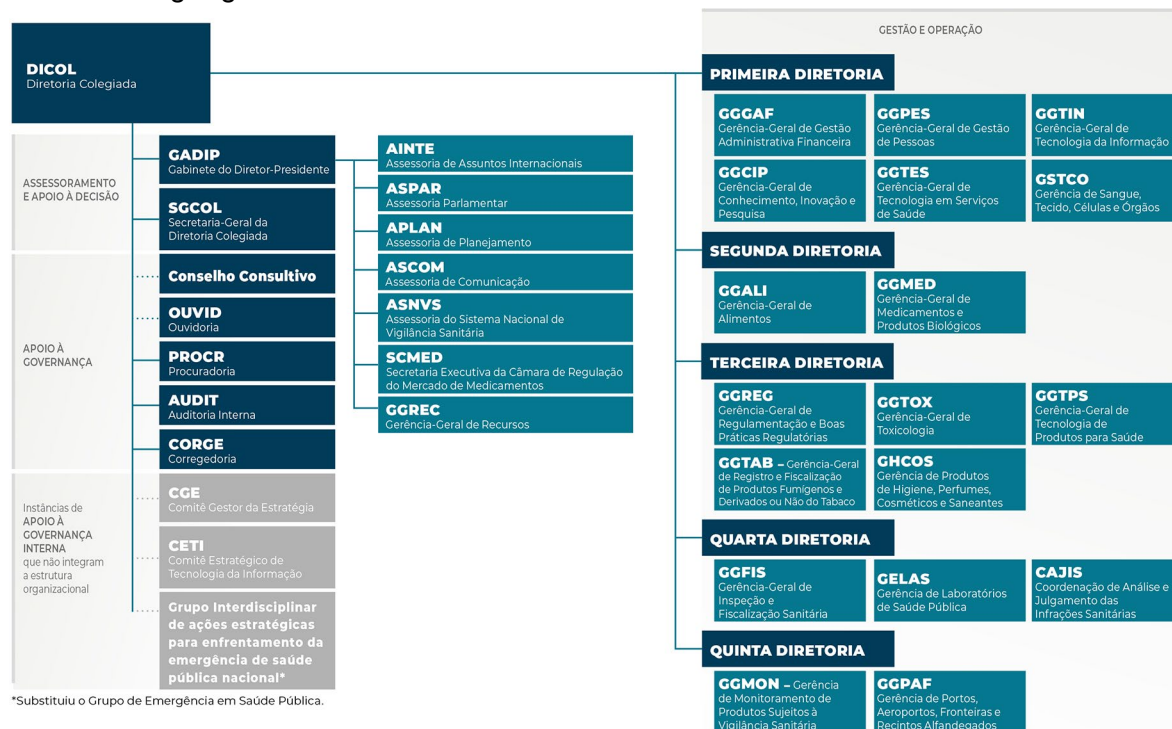 DICOL
Diretoria Colegiada
ASSESSORAMENTO
E APOIO À DECISÃO
GADIP
Gabinete do Diretor-Presidente
SGCOL
Secretaria-Geral da
Diretoria Colegiada
APOIO À
GOVERNANÇA
Conselho Consultivo
OUVID
Ouvidoria
PROCR
Procuradoria
AUDIT
Auditoria Interna
CORGE
Corregedoria
Instâncias de
APOIO À
GOVERNANÇA
INTERNA
que não integram
a estrutura
organizacional
CGE
Comitê Gestor da Estratégia
CETI
Comitê Estratégico de
Tecnologia da Informação
Grupo Interdisciplinar
de ações estratégicas
para enfrentamento da
emergência de saúde
pública nacional*
*Substituiu o Grupo de Emergência em Saúde Pública.
AINTE
Assessoria de Assuntos Internacionais
ASPAR
Assessoria Parlamentar
APLAN
Assessoria de Planejamento
ASCOM
Assessoria de Comunicação
ASNVS
Assessoria do Sistema Nacional de
Vigilância Sanitária
SCMED
Secretaria Executiva da Câmara de Regulação
do Mercado de Medicamentos
GGREC
Gerência-Geral de Recursos
GESTÃO E OPERAÇÃO
PRIMEIRA DIRETORIA
GGGAF
Gerência-Geral de Gestão
Administrativa Financeira
GGPES
Gerência-Geral de Gestão
de Pessoas
GGTIN
Gerência-Geral de
Tecnologia da Informação
GGCIP
Gerência-Geral de
Conhecimento, Inovação e
Pesquisa
GGTES
Gerência-Geral de
Tecnologia em Serviços
de Saúde
GSTCO
Gerência de Sangue,
Tecido, Células e Órgãos
SEGUNDA DIRETORIA
GGALI
Gerência-Geral de
Alimentos
GGMED
Gerência-Geral de
Medicamentos e
Produtos Biológicos
TERCEIRA DIRETORIA
GGREG
Gerência-Geral de
Regulamentação e Boas
Práticas Regulatórias
GGTOX
Gerência-Geral de
Toxicologia
GGTPS
Gerência-Geral de
Tecnologia de
Produtos para Saúde
GGTAB – Gerência-Geral
de Registro e Fiscalização
de Produtos Fumígenos e
Derivados ou Não do Tabaco
GHCOS
Gerência de Produtos
de Higiene, Perfumes,
Cosméticos e Saneantes
QUARTA DIRETORIA
GGFIS
Gerência-Geral de
Inspeção e
Fiscalização Sanitária
GELAS
Gerência de Laboratórios
de Saúde Pública
CAJIS
Coordenação de Análise e
Julgamento das
Infrações Sanitárias
QUINTA DIRETORIA
GGMON – Gerência
de Monitoramento de
Produtos Sujeitos à
Vigilância Sanitária
GGPAF
Gerência de Portos,
Aeroportos, Fronteiras e
Recintos Alfandegados